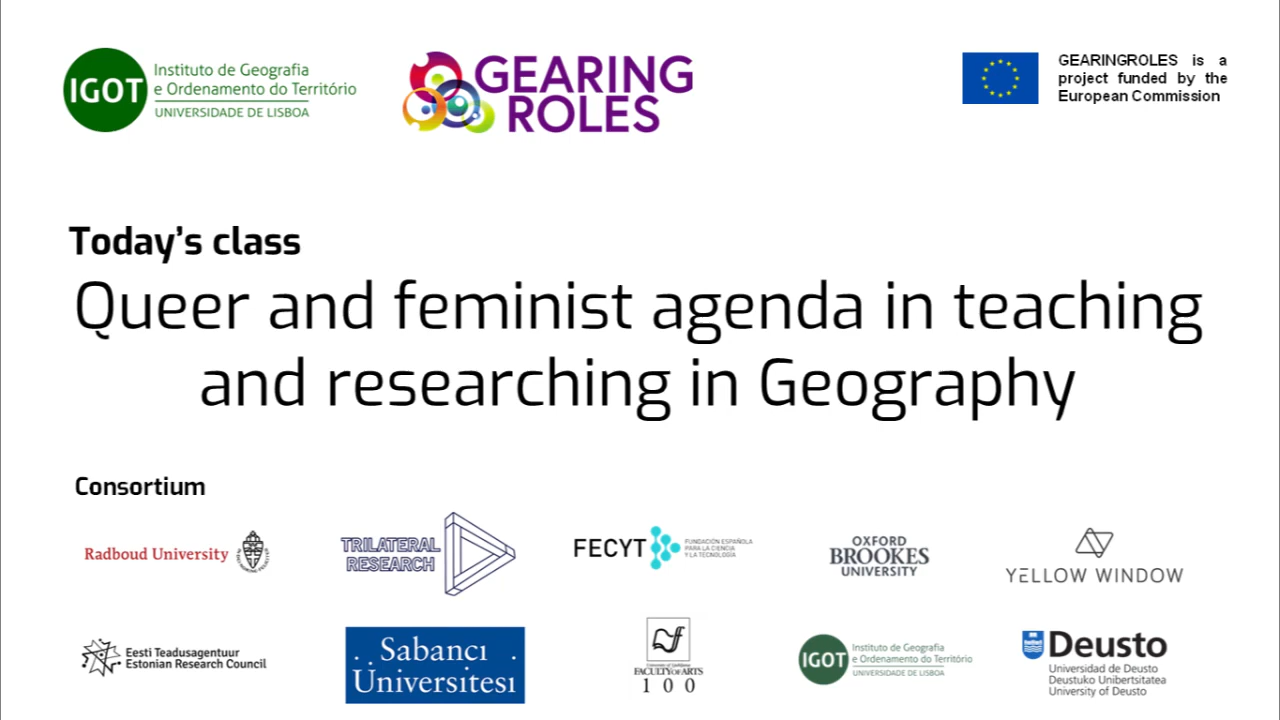 IGOT
Instituto de Geografia
e Ordenamento do Território
UNIVERSIDADE DE LISBOA
GEARING
ROLES
GEARINGROLES is a
project funded by the
European Commission
Today's class
Queer and feminist agenda in teaching
and researching in Geography
Consortium
Radboud University
TRILATERAL
RESEARCH
FECYT
FUNDACIÓN ESPAÑOLA
PARA LA CIENCIA
Y LA TECNOLOGÍA
OXFORD
BROOKES
UNIVERSITY
YELLOW WINDOW
Eesti Teadusagentuur
Estonian Research Council
Sabancı
Üniversitesi
FACULTY OF ARTS
100
IGOT
Instituto de Geografia
e Ordenamento do Território
UNIVERSIDADE DE LISBOA
Deusto
Universidad de Deusto
Deustuko Unibertsitatea
University of Deusto